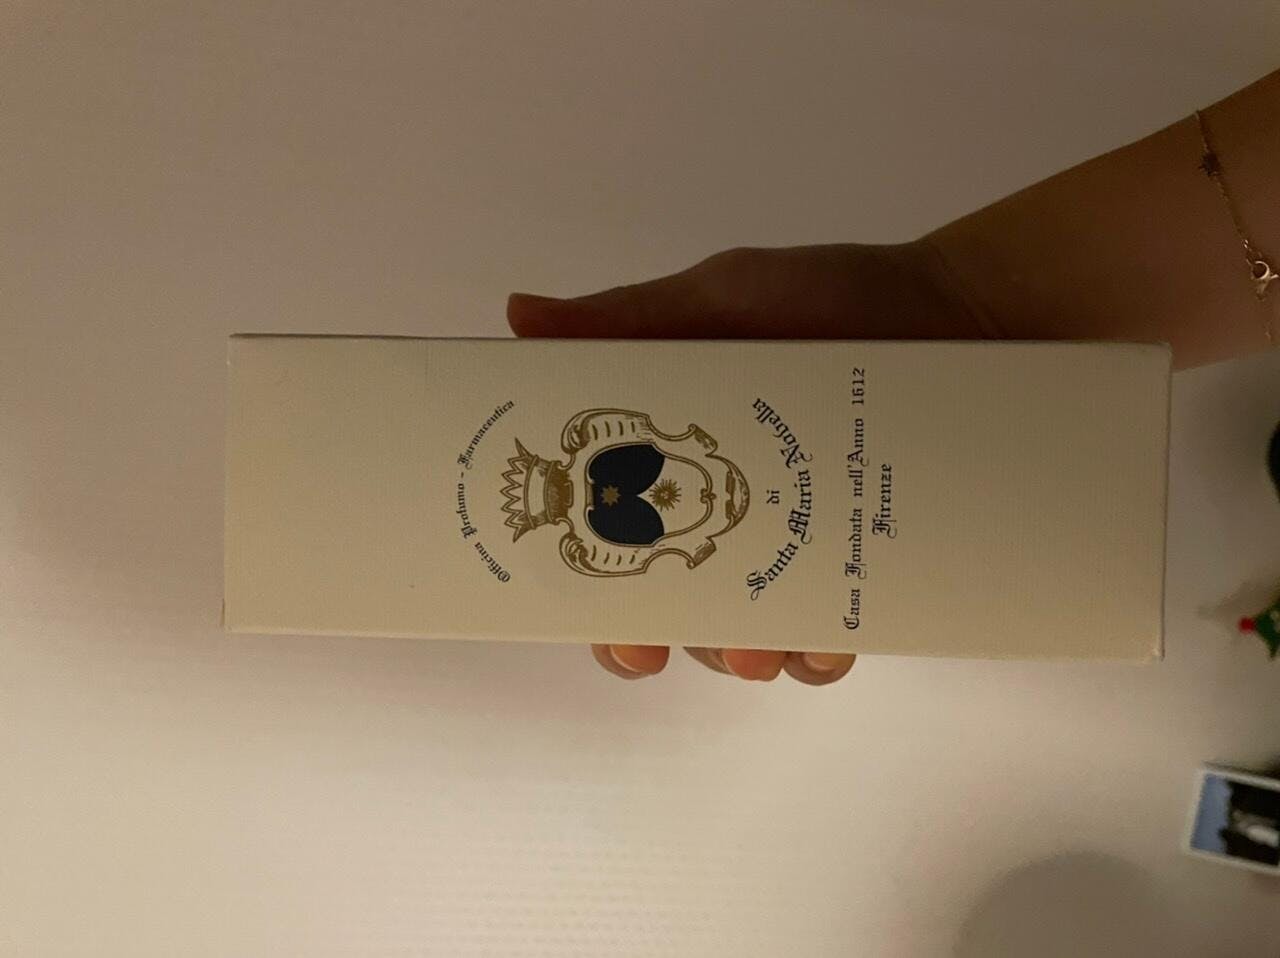 Officina Profumo - Farmaceutica
di
Santa Maria Novella
Casa Fondata nell'Anno 1612
Firenze